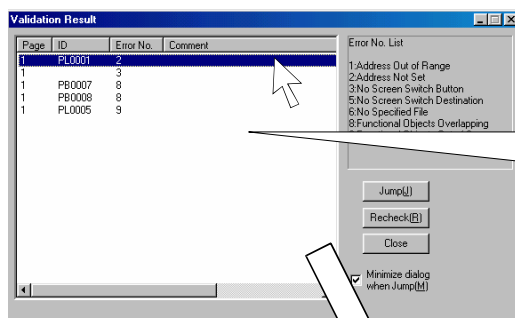 Validation Result
Page ID Error No. Comment
1 PL0001 2
1 3
1 PB0007 8
1 PB0008 8
1 PL0005 9
Error No. List
1:Address Out of Range
2:Address Not Set
3:No Screen Switch Button
5:No Screen Switch Destination
6:No Specified File
8:Functional Objects Overlapping
Jump(J)
Recheck(R)
Close
Minimize dialog
when Jump(M)